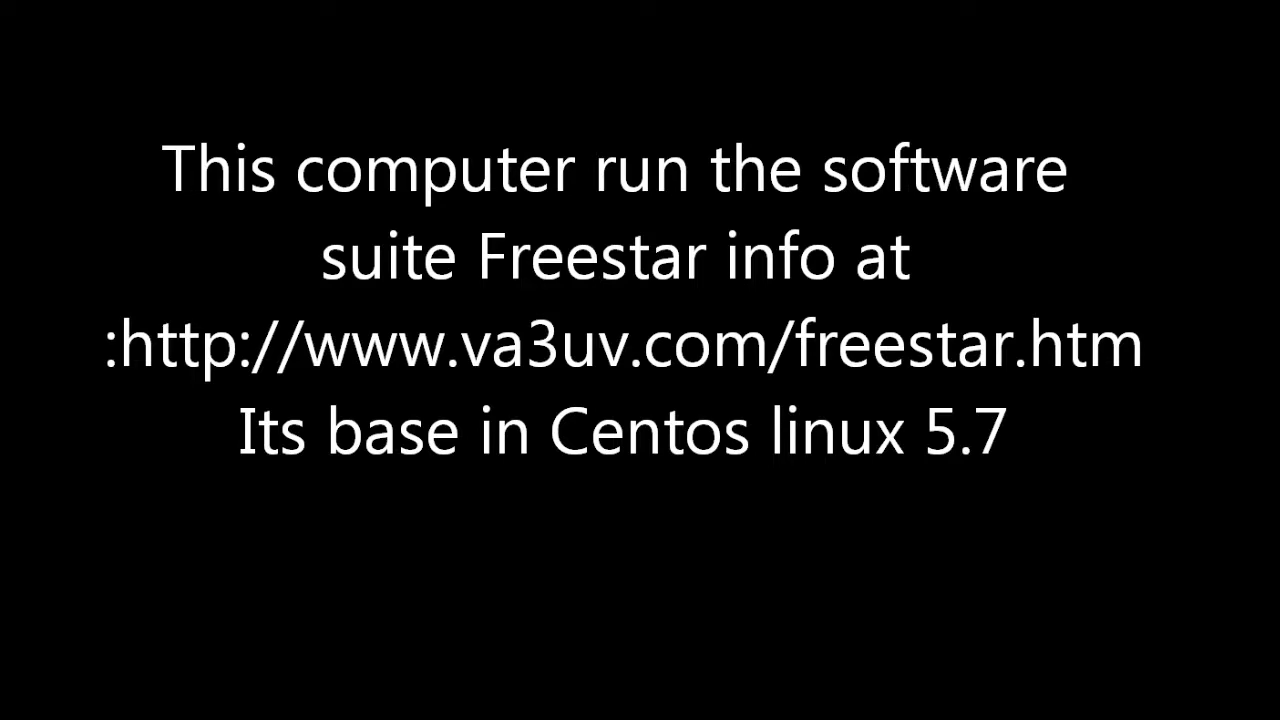 This computer run the software
suite Freestar info at
:http://www.va3uv.com/freestar.htm
Its base in Centos linux 5.7